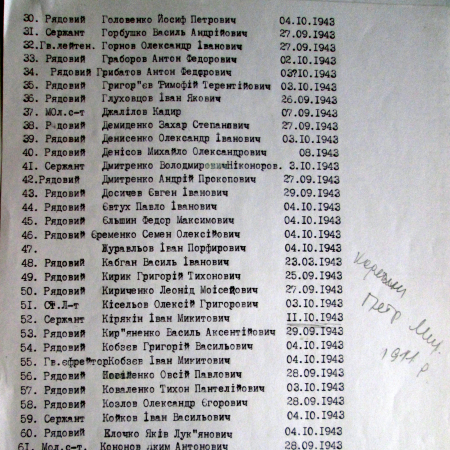 30. Рядовий Головенко Йосиф Петрович 04.10.1943
31. Сержант Горбушко Василь Андрійович 27.09.1943
32.Гв.лейтен. Горнов Олександр Іванович 27.09.1943
33. Рядовий Граборов Антон Федорович 02.10.1943
34. Рядовий Грибатов Антон Федорович 03.10.1943
35. Рядовий Григор"єв Тимофій Терентійович 03.10.1943
36. Рядовий Глуховцов Іван Якович 26.09.1943
37. МОл.с-т Джалілов Кадир 07.09.1943
38. Рядовий Демиденко Захар Степанович 27.09.1943
39. Рядовий Денисенко Олександр Іванович 03.10.1943
40. Рядовий Денісов Михайло Олександрович 08.1943
41. Сержант Дмитренко Володимирович Ніконоров. 3.10.1943
42.Рядовий Дмитренко Андрій Прокопович 27.09.1943
43. Рядовий Досичев Євген Іванович 29.09.1943
44. Рядовий Євтух Павло Іванович 04.10.1943
45. Рядовий Єльшин Федор Максимович 04.10.1943
46. Рядовий Єременко Семен Олексійович 04.10.1943
47. Журавльов Іван Порфирович 04.10.1943
48. Рядовий Кабган Василь Іванович 23.03.1943
49. Рядовий Кирик Григорій Тихонович 25.09.1943
50. Рядовий Кириченко Леонід Мойсейович 27.09.1943
51. Ст.Л-т Кісельов Олексій Григорович 03.10.1943
52. Сержант Кірякін Іван Микитович 11.10.1943
53. Рядовий Кир"яненко Василь Аксентійович 29.09.1943
54. Рядовий Кобзєв Григорій Васильович 04.10.1943
55. Гв.єфрейтор Кобзєв Іван Микитович 04.10.1943
56. Рядовий Овсій Павлович 28.09.1943
57. Рядовий Коваленко Тихон Пантелійович 03.10.1943
58. Рядовий Козлов Олександр Єгорович 28.09.1943
59. Сержант Койков Іван Васильович 04.10.1943
60. Рядовий Клочко Яків Лук"янович 04.10.1943
61. Мол.с-т. Кононов Яким Антонович 28.09.1943
Петр
1911 р.